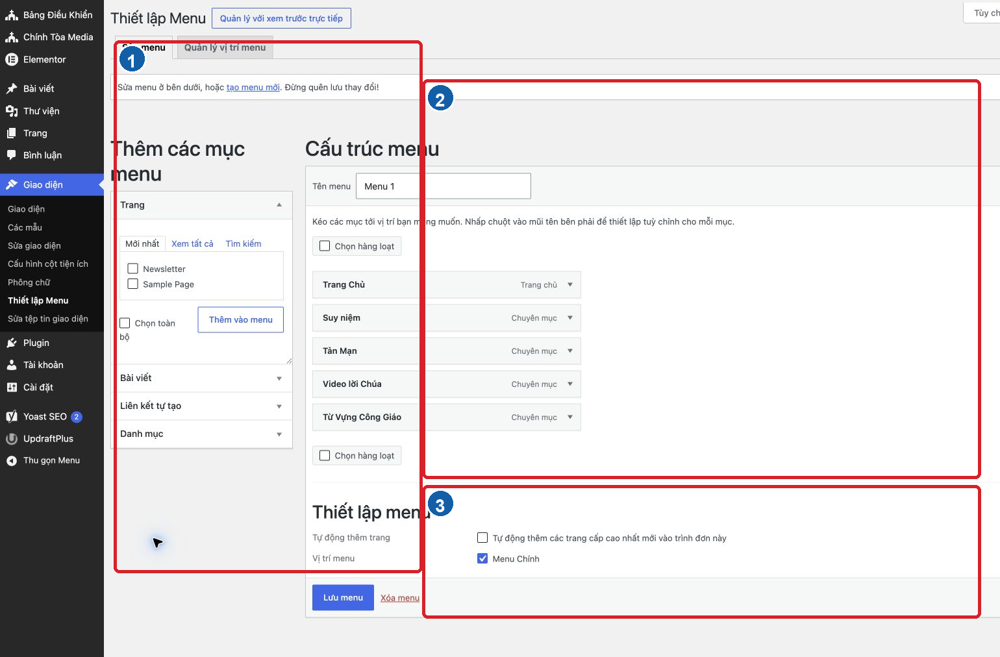 Bảng Điều Khiển
Chính Tòa Media
Elementor
Bài viết
Thư viện
Trang
Bình luận
Giao diện
Giao diện
Các mẫu
Sửa giao diện
Cấu hình cột tiện ích
Phông chữ
Thiết lập Menu
Sửa tệp tin giao diện
Plugin
Tài khoản
Cài đặt
Yoast SEO 2
UpdraftPlus
Thu gọn Menu
Thiết lập Menu Quản lý với xem trước trực tiếp
Tùy ch
menu Quản lý vị trí menu
1
Sửa menu ở bên dưới, hoặc tạo menu mới. Đừng quên lưu thay đổi!
2
Thêm các mục
menu
Trang
Mới nhất Xem tất cả Tìm kiếm
Newsletter
Sample Page
Chọn toàn
bộ
Thêm vào menu
Bài viết
Liên kết tự tạo
Danh mục
Cấu trúc menu
Tên menu Menu 1
Kéo các mục tới vị trí bạn mong muốn. Nhấp chuột vào mũi tên bên phải để thiết lập tuỳ chỉnh cho mỗi mục.
Chọn hàng loạt
Trang Chủ Trang chủ
Suy niệm Chuyên mục
Tản Mạn Chuyên mục
Video lời Chúa Chuyên mục
Từ Vựng Công Giáo Chuyên mục
Chọn hàng loạt
3
Thiết lập menu
Tự động thêm trang Tự động thêm các trang cấp cao nhất mới vào trình đơn này
Vị trí menu Menu Chính
Lưu menu Xóa menu